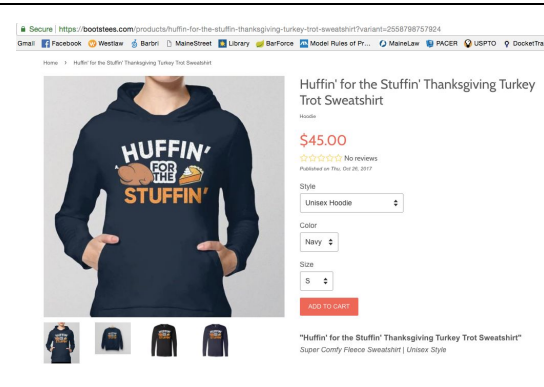 Secure | https://bootstees.com/products/huffin-for-the-stuffin-thanksgiving-turkey-trot-sweatshirt?variant=2558798757924
Gmail Facebook Westlaw Barbri MaineStreet Library BarForce Model Rules of Pr... MaineLaw PACER USPTO DocketTra
Home > Huffin' for the Stuffin' Thanksgiving Turkey Trot Sweatshirt
HUFFIN'
FOR
THE
STUFFIN'
Huffin' for the Stuffin' Thanksgiving Turkey
Trot Sweatshirt
Hoodie
$45.00
No reviews
Published on Thu, Oct 26, 2017
Style
Unisex Hoodie
Color
Navy
Size
S
ADD TO CART
"Huffin' for the Stuffin' Thanksgiving Turkey Trot Sweatshirt"
Super Comfy Fleece Sweatshirt | Unisex Style